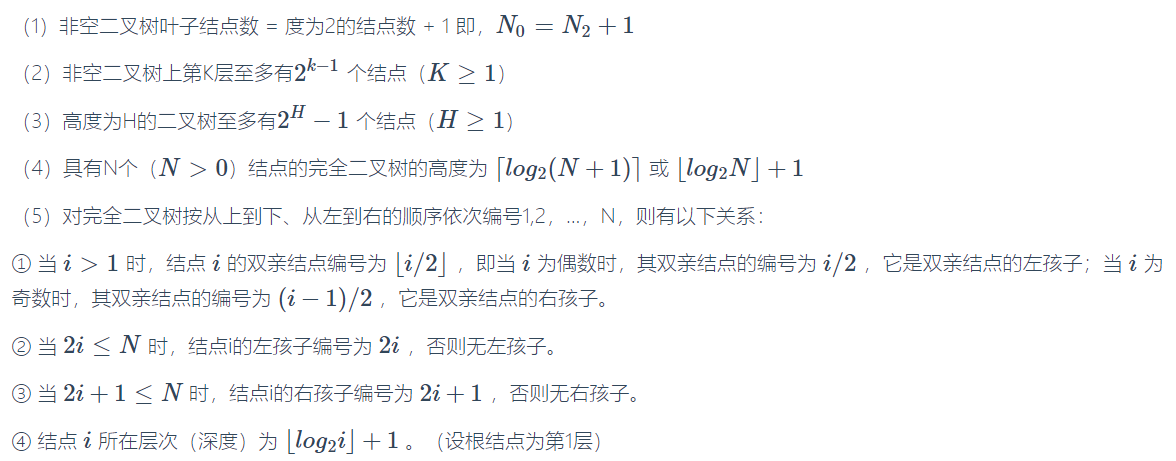 （1）非空二叉树叶子结点数 = 度为2的结点数 + 1 即，$N_0 = N_2 + 1$
（2）非空二叉树上第K层至多有$2^{k-1}$ 个结点（$K \geq 1$）
（3）高度为H的二叉树至多有$2^H - 1$ 个结点（$H \geq 1$）
（4）具有N个（$N > 0$）结点的完全二叉树的高度为 $\lceil log_2(N+1) \rceil$ 或 $\lfloor log_2 N \rfloor + 1$
（5）对完全二叉树按从上到下、从左到右的顺序依次编号1,2，…，N，则有以下关系：
① 当 $i > 1$ 时，结点 $i$ 的双亲结点编号为 $\lfloor i/2 \rfloor$ ，即当 $i$ 为偶数时，其双亲结点的编号为 $i/2$ ，它是双亲结点的左孩子；当 $i$ 为
奇数时，其双亲结点的编号为 $(i-1)/2$ ，它是双亲结点的右孩子。
② 当 $2i \leq N$ 时，结点i的左孩子编号为 $2i$ ，否则无左孩子。
③ 当 $2i + 1 \leq N$ 时，结点i的右孩子编号为 $2i + 1$ ，否则无右孩子。
④ 结点 $i$ 所在层次（深度）为 $\lfloor log_2 i \rfloor + 1$ 。（设根结点为第1层）